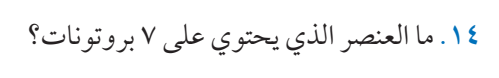 ١٤. ما العنصر الذي يحتوي على ٧ بروتونات؟